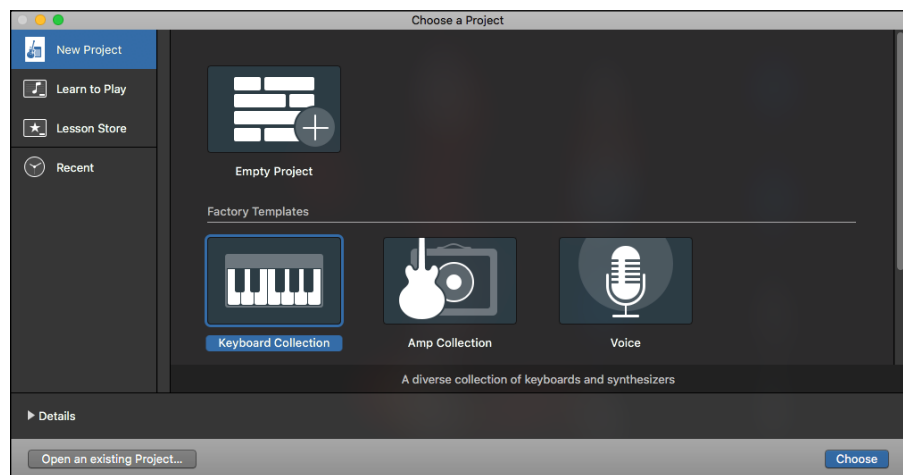 Choose a Project
New Project
Learn to Play
Lesson Store
Recent
Empty Project
Factory Templates
Keyboard Collection
Amp Collection
Voice
A diverse collection of keyboards and synthesizers
Details
Open an existing Project...
Choose